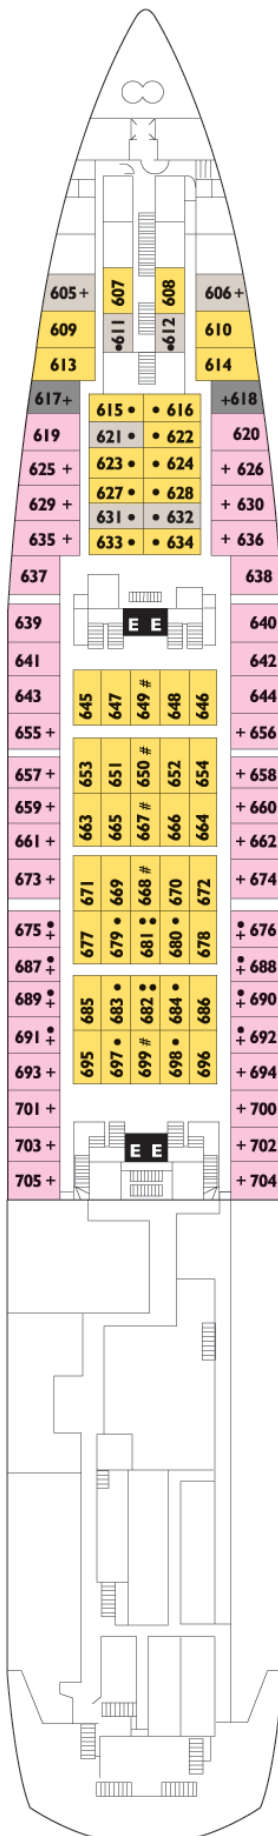 605 + 607 608 606 +
609 •611 •612 610
613 614
617+ +618
615 • • 616
619 621 • • 622 620
625 + 623 • • 624 + 626
629 + 627 • • 628 + 630
631 • • 632
635 + 633 • • 634 + 636
637 638
639 E E 640
641 642
643 645 647 649 # 648 646 644
655 + + 656
657 + 653 651 650 # 652 654 + 658
659 + 663 665 667 # 666 664 + 660
661 + + 662
673 + 671 669 668 # 670 672 + 674
675 •+ 677 679 • 681 •• 680 • 678 •+ 676
687 •+ •+ 688
689 •+ 685 683 • 682 •• 684 • 686 •+ 690
691 •+ 695 697 • 699 # 698 • 696 •+ 692
693 + + 694
701 + + 700
703 + E E + 702
705 + + 704